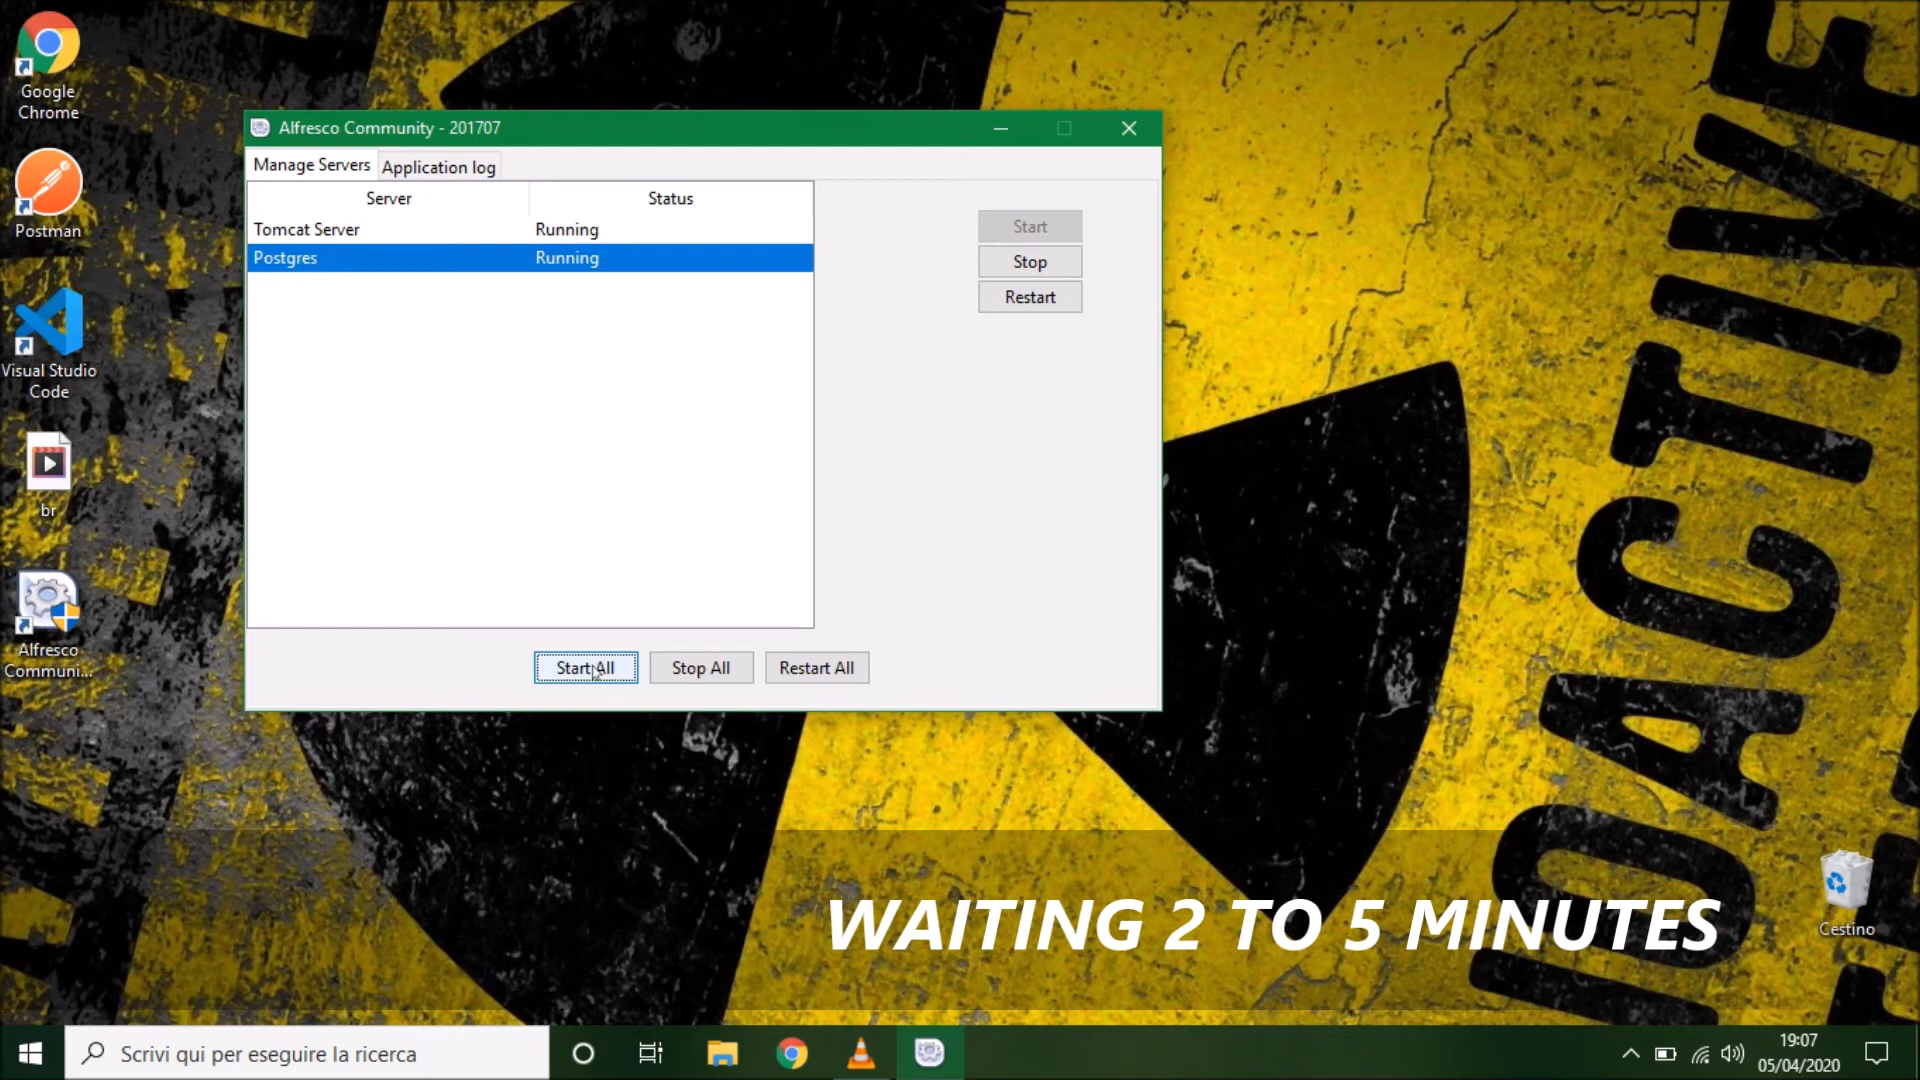 Google
Chrome
Postman
Visual Studio
Code
br
Alfresco
Communi...
Alfresco Community - 201707
Manage Servers
Application log
Server
Status
Tomcat Server
Running
Postgres
Running
Start
Stop
Restart
Start All
Stop All
Restart All
IOACTIVE
WAITING 2 TO 5 MINUTES
Cestino
Scrivi qui per eseguire la ricerca
19:07
05/04/2020